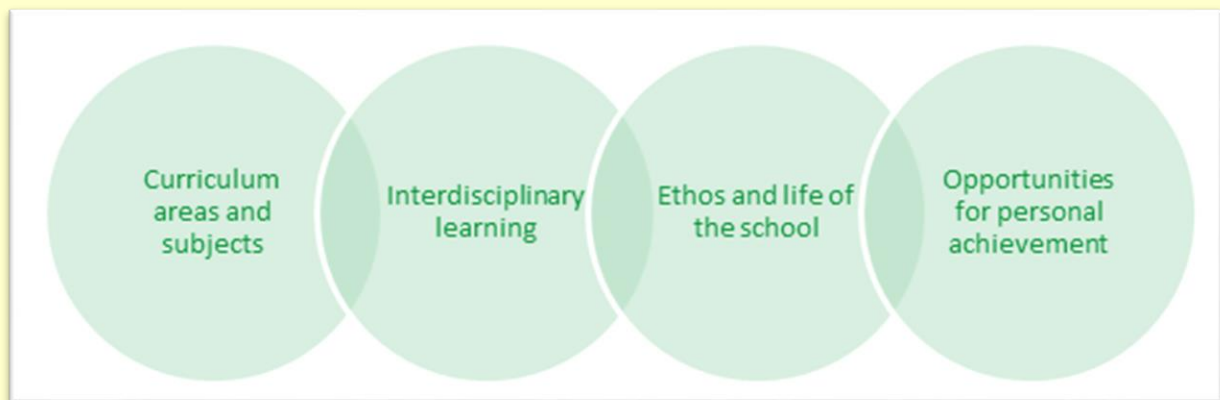 Curriculum
areas and
subjects
Interdisciplinary
learning
Ethos and life of
the school
Opportunities
for personal
achievement